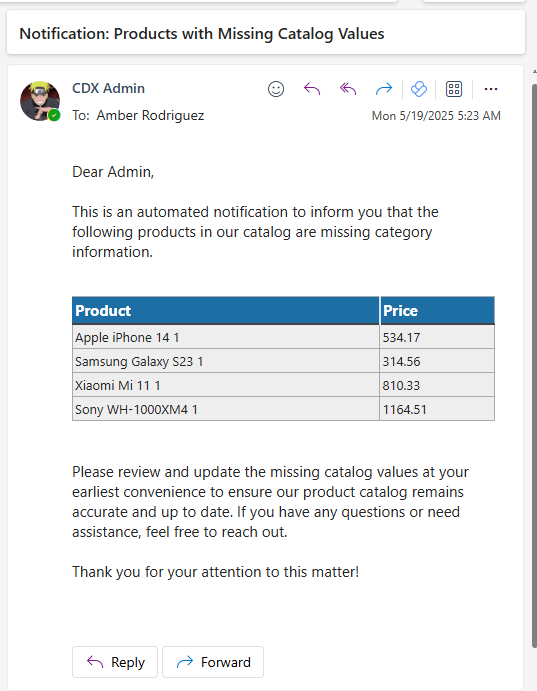 Notification: Products with Missing Catalog Values
CDX Admin
To: Amber Rodriguez
Mon 5/19/2025 5:23 AM
Dear Admin,
This is an automated notification to inform you that the
following products in our catalog are missing category
information.
Product Price
Apple iPhone 14 1 534.17
Samsung Galaxy S23 1 314.56
Xiaomi Mi 11 1 810.33
Sony WH-1000XM4 1 1164.51
Please review and update the missing catalog values at your
earliest convenience to ensure our product catalog remains
accurate and up to date. If you have any questions or need
assistance, feel free to reach out.
Thank you for your attention to this matter!
Reply Forward